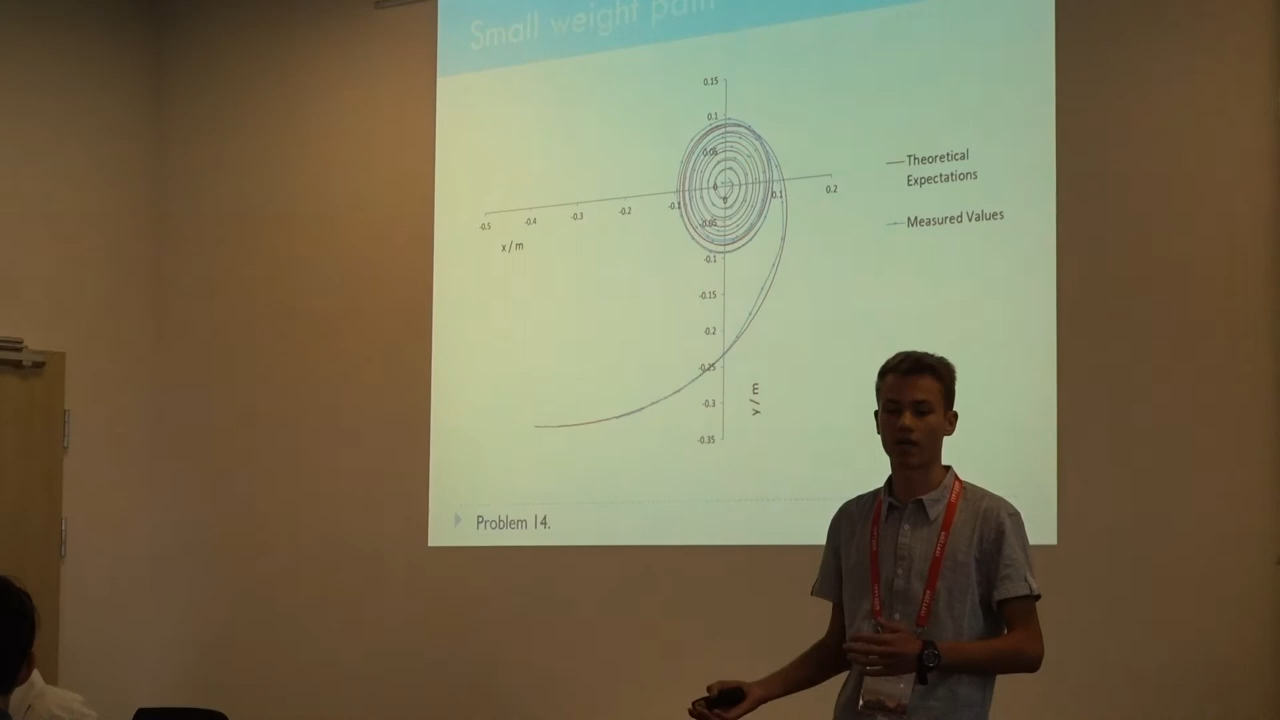 Small weight path
0.15
0.1
0.05
0
0
0.1
0.2
-0.1
-0.2
-0.3
-0.4
-0.5
x / m
-0.05
-0.1
-0.15
-0.2
-0.25
-0.3
-0.35
y / m
Theoretical
Expectations
Measured Values
Problem 14.